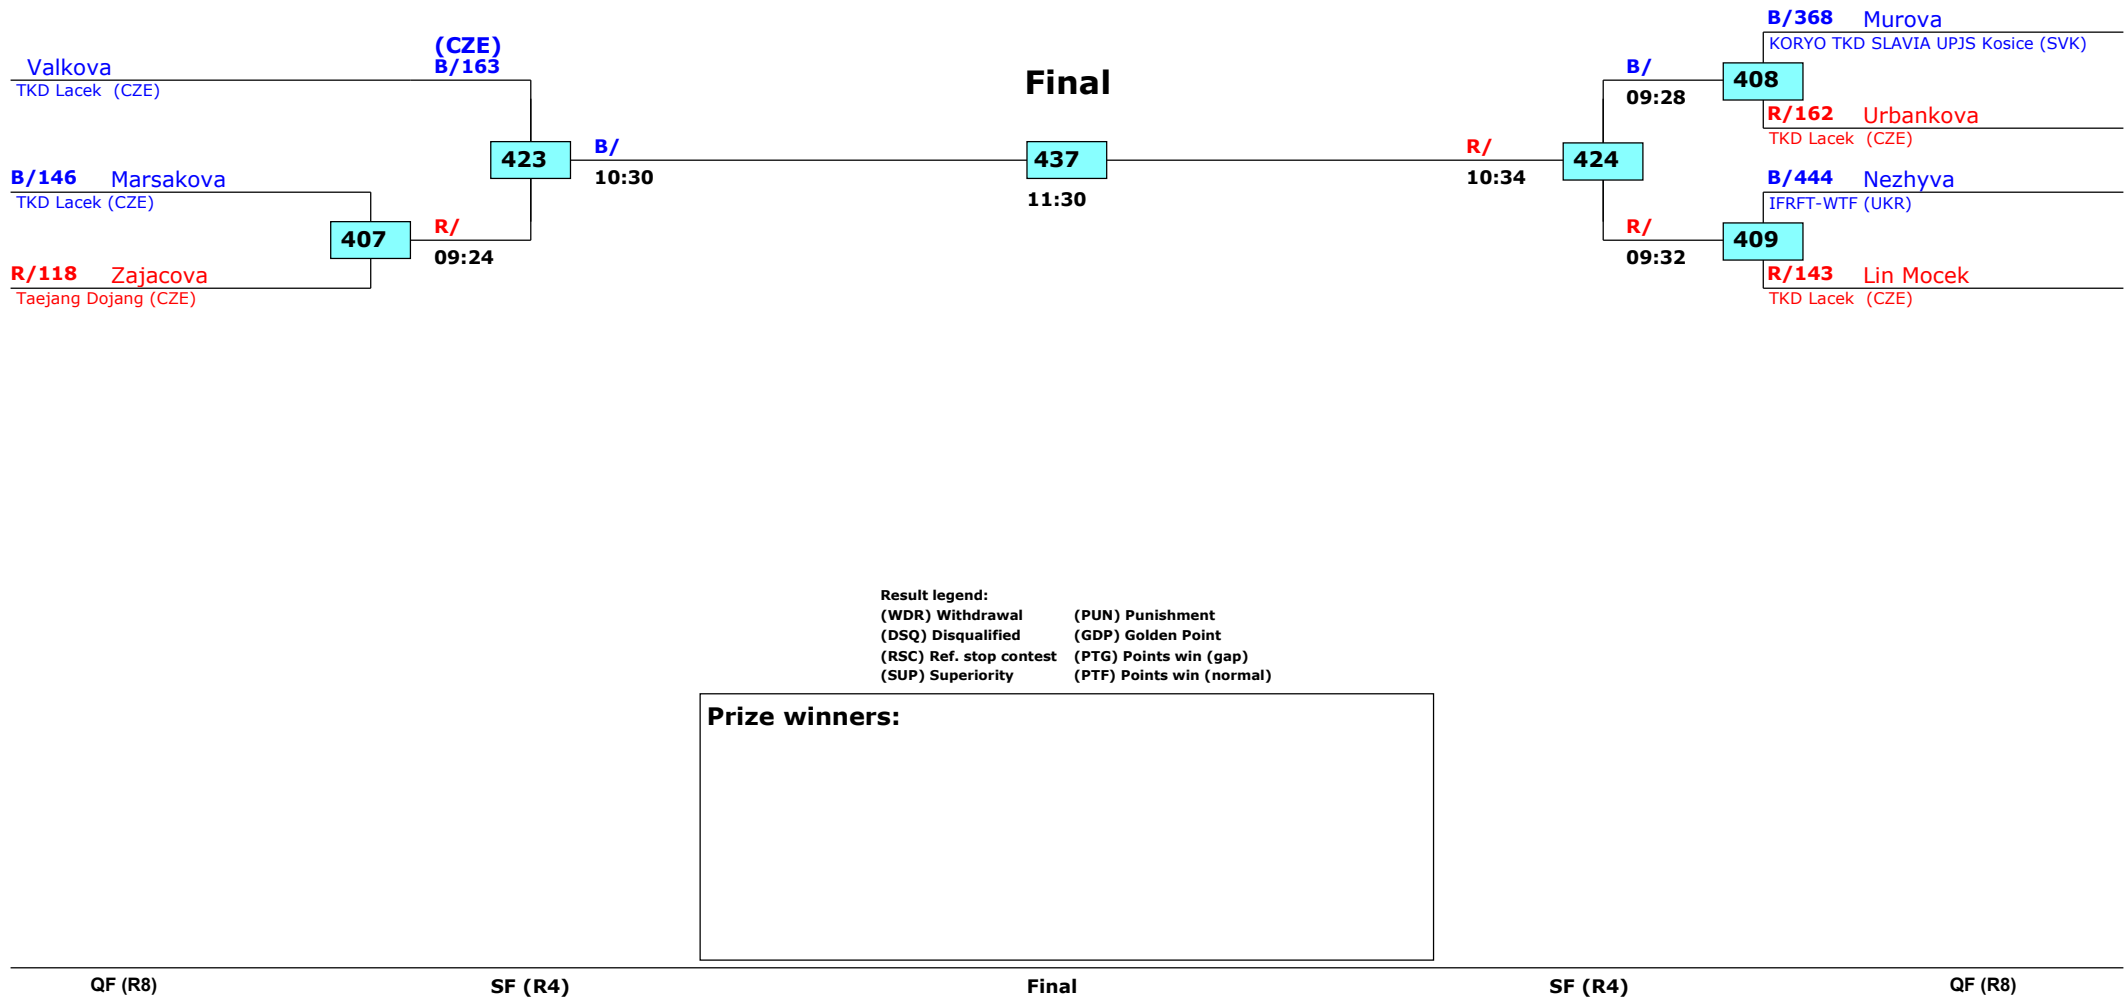 Final
(CZE)
Valkova B/163
TKD Lacek (CZE)
423
B/
10:30
B/146 Marsakova
TKD Lacek (CZE)
407
R/
09:24
R/118 Zajacova
Taejang Dojang (CZE)
437
11:30
B/368 Murova
KORYO TKD SLAVIA UPJS Kosice (SVK)
B/
09:28
408
R/162 Urbankova
TKD Lacek (CZE)
R/
10:34
424
B/444 Nezhyva
IFRFT-WTF (UKR)
R/
09:32
409
R/143 Lin Mocek
TKD Lacek (CZE)
Result legend:
(WDR) Withdrawal (PUN) Punishment
(DSQ) Disqualified (GDP) Golden Point
(RSC) Ref. stop contest (PTG) Points win (gap)
(SUP) Superiority (PTF) Points win (normal)
Prize winners:
QF (R8) SF (R4) Final SF (R4) QF (R8)